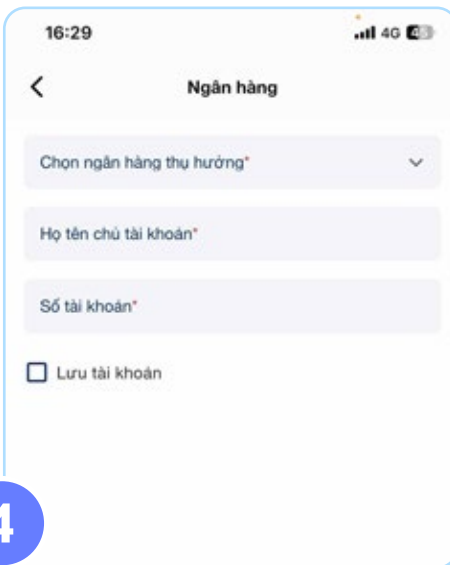 16:29
4G
Ngân hàng
Chọn ngân hàng thụ hưởng*
Họ tên chủ tài khoản*
Số tài khoản*
Lưu tài khoản
4